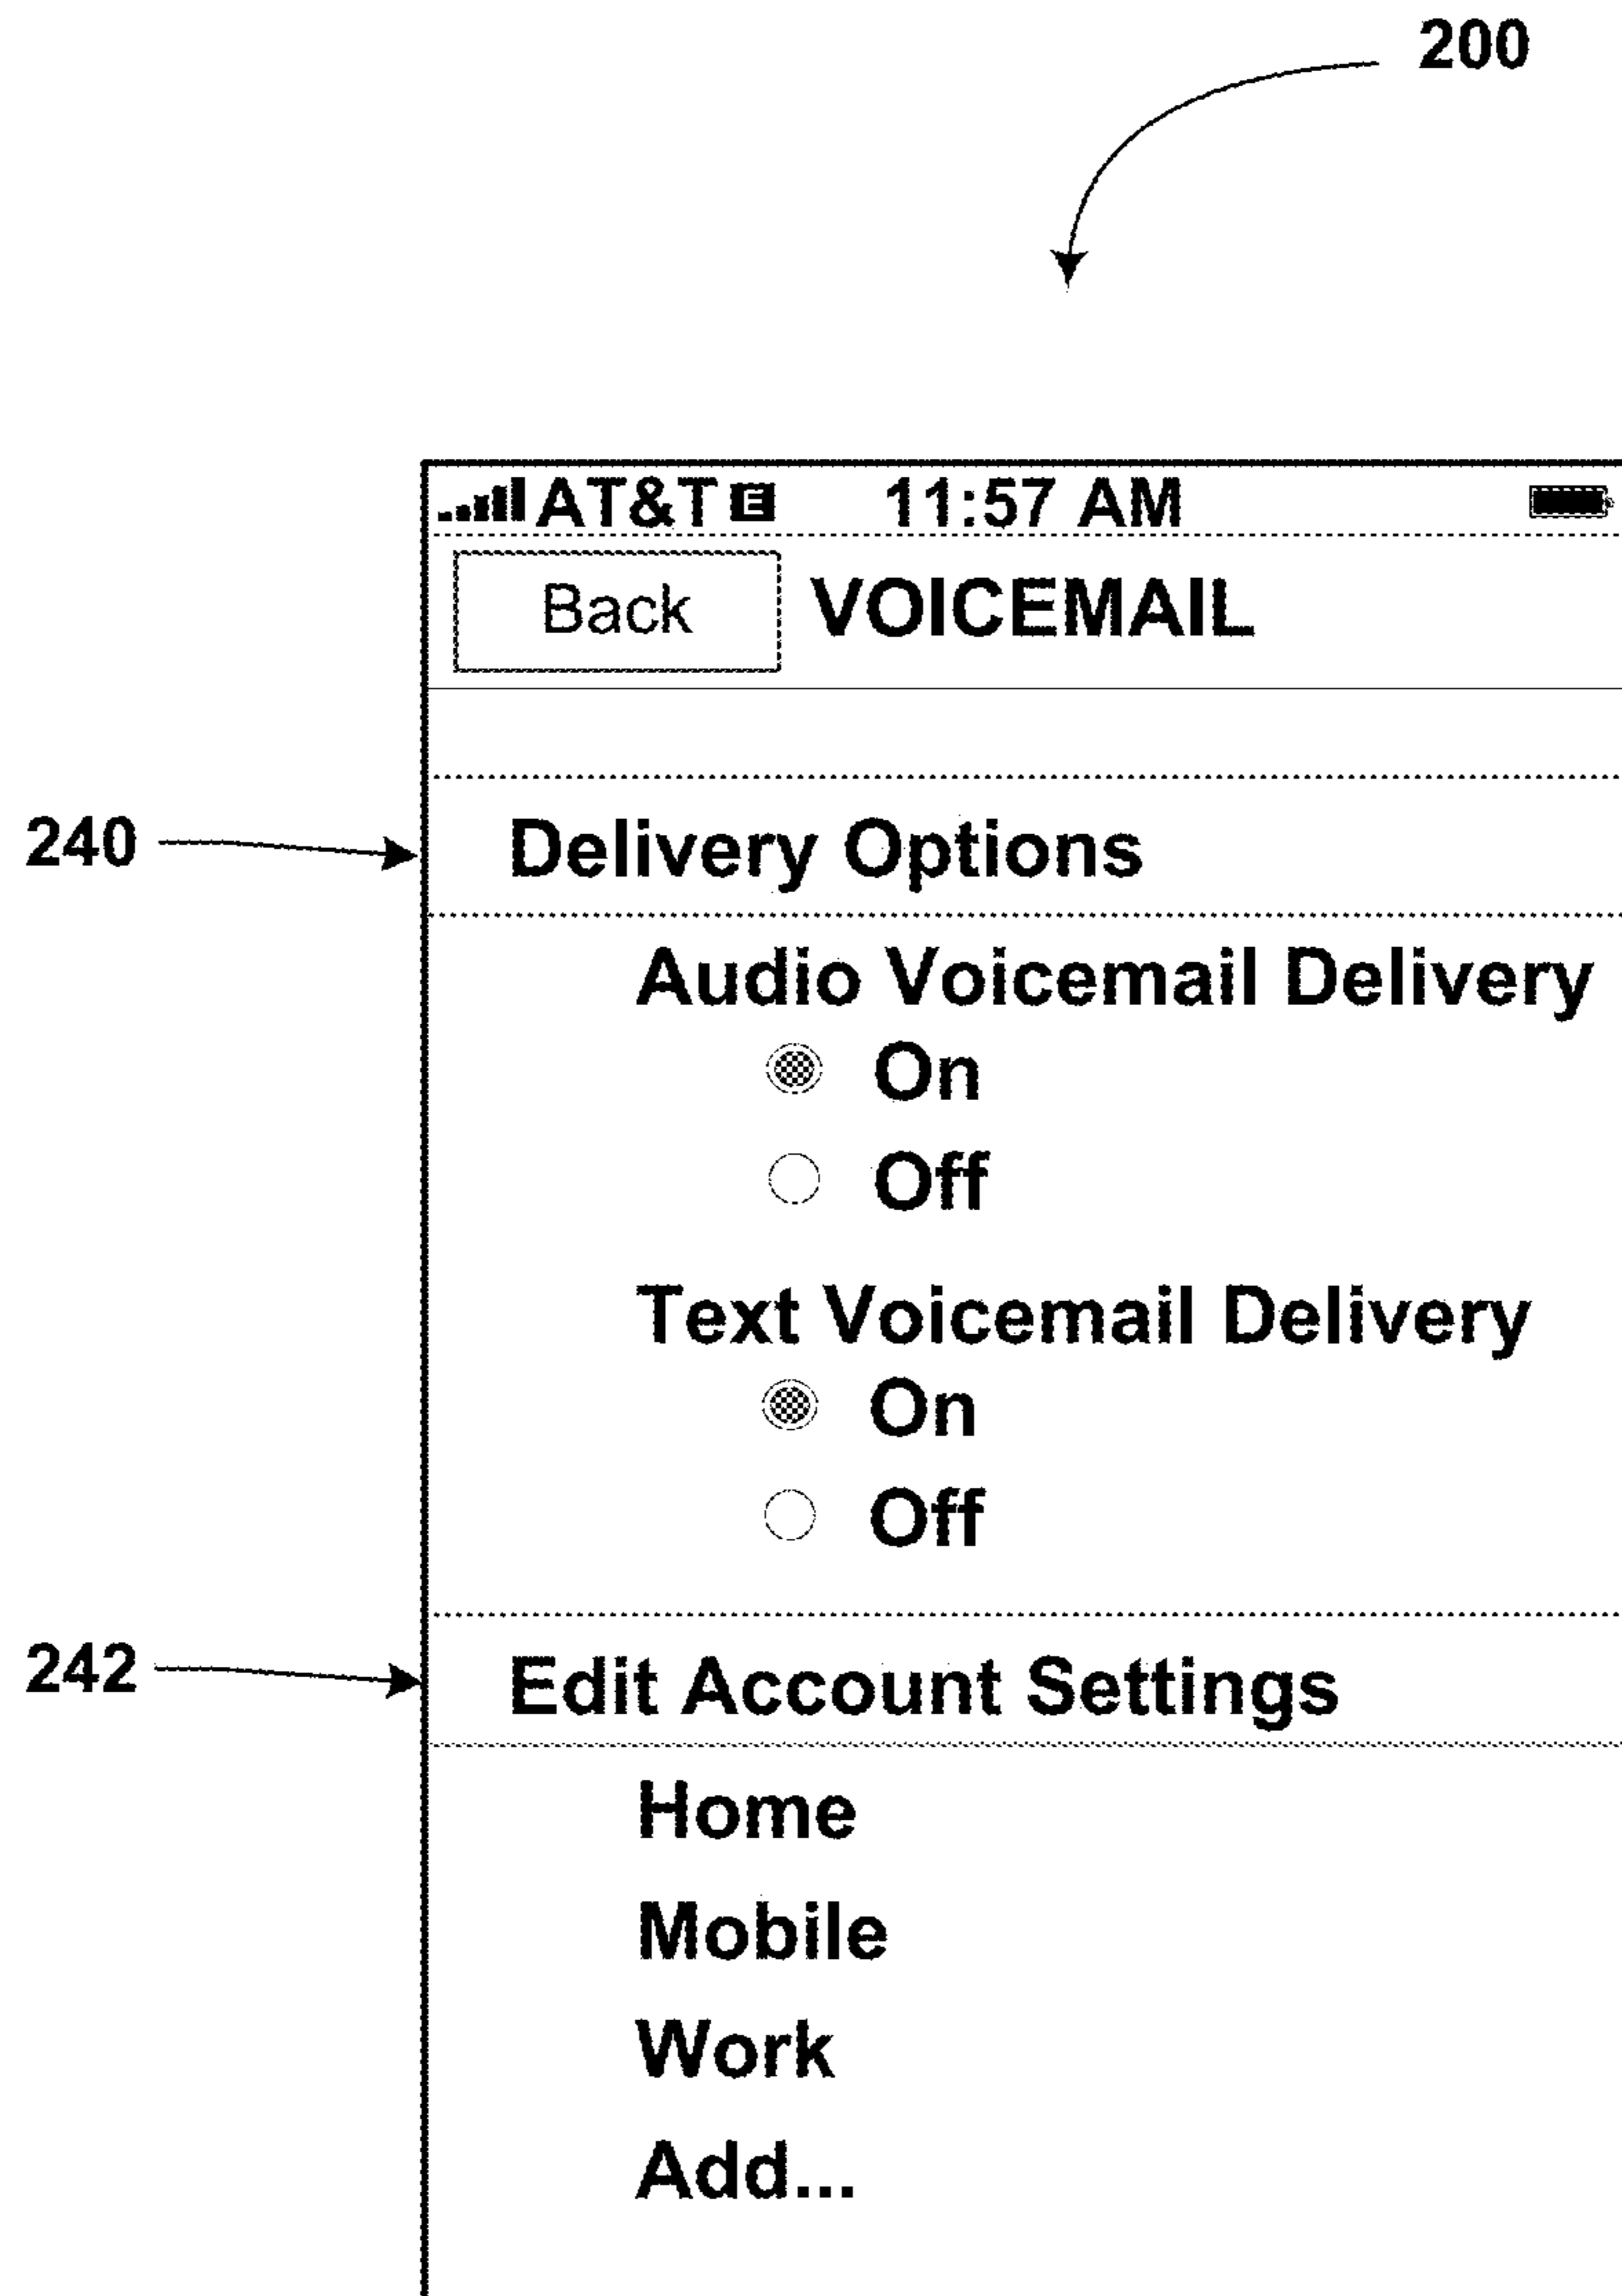 200
AT&T E 11:57 AM
Back VOICEMAIL
240 Delivery Options
Audio Voicemail Delivery
On
Off
Text Voicemail Delivery
On
Off
242 Edit Account Settings
Home
Mobile
Work
Add...